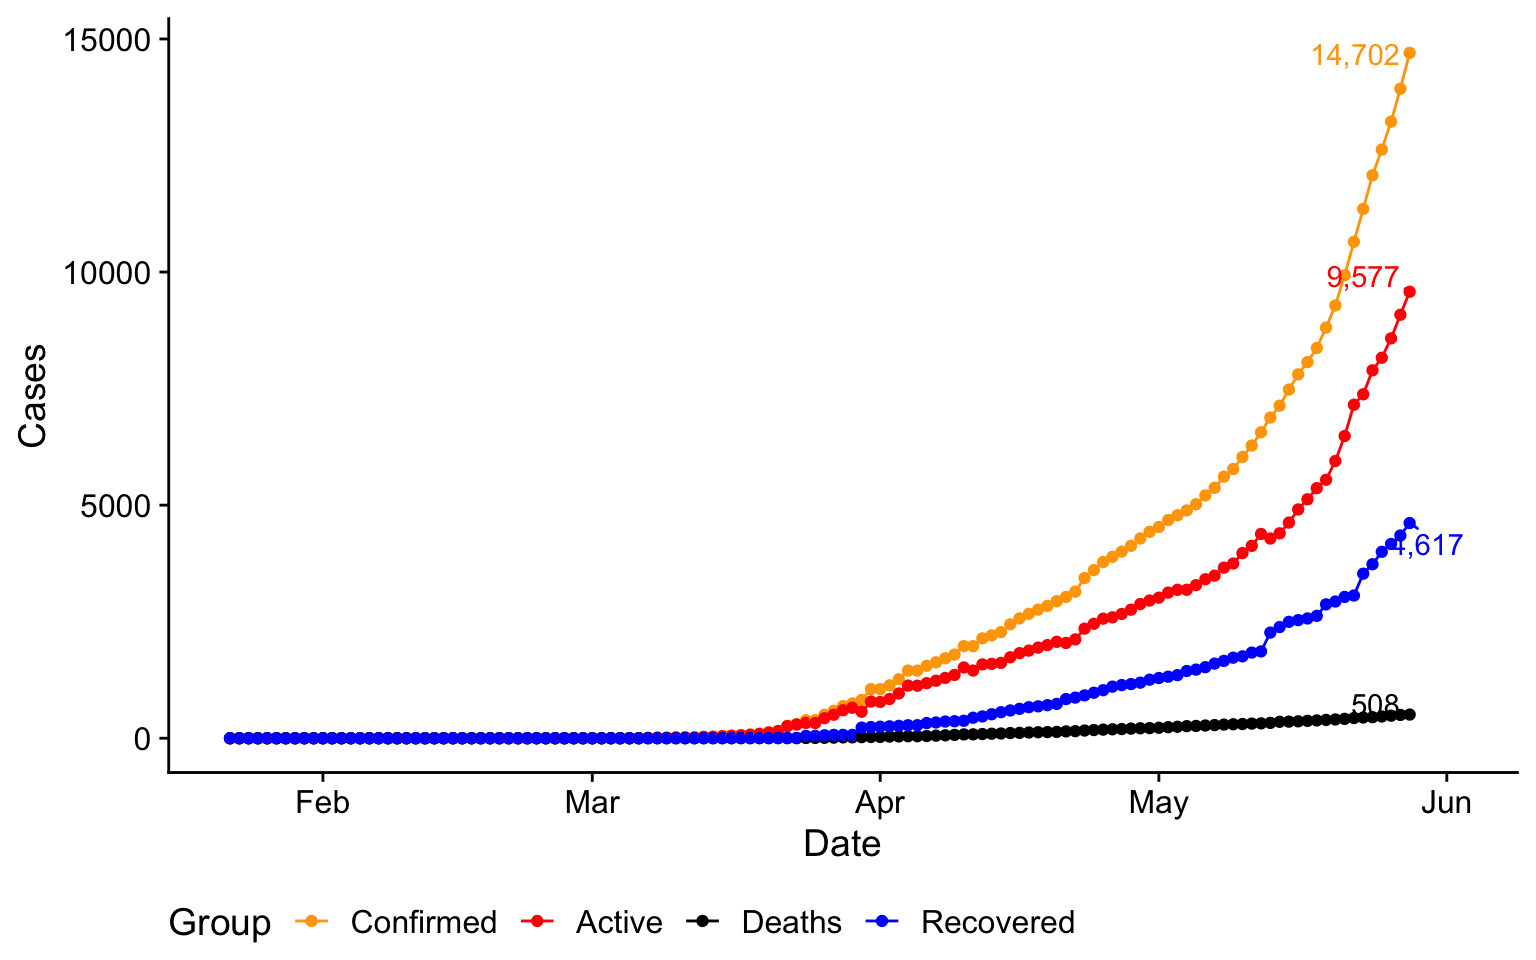 15000
14,702
10000
9,577
Cases
5000
4,617
508
0
Feb Mar Apr May Jun
Date
Group Confirmed Active Deaths Recovered